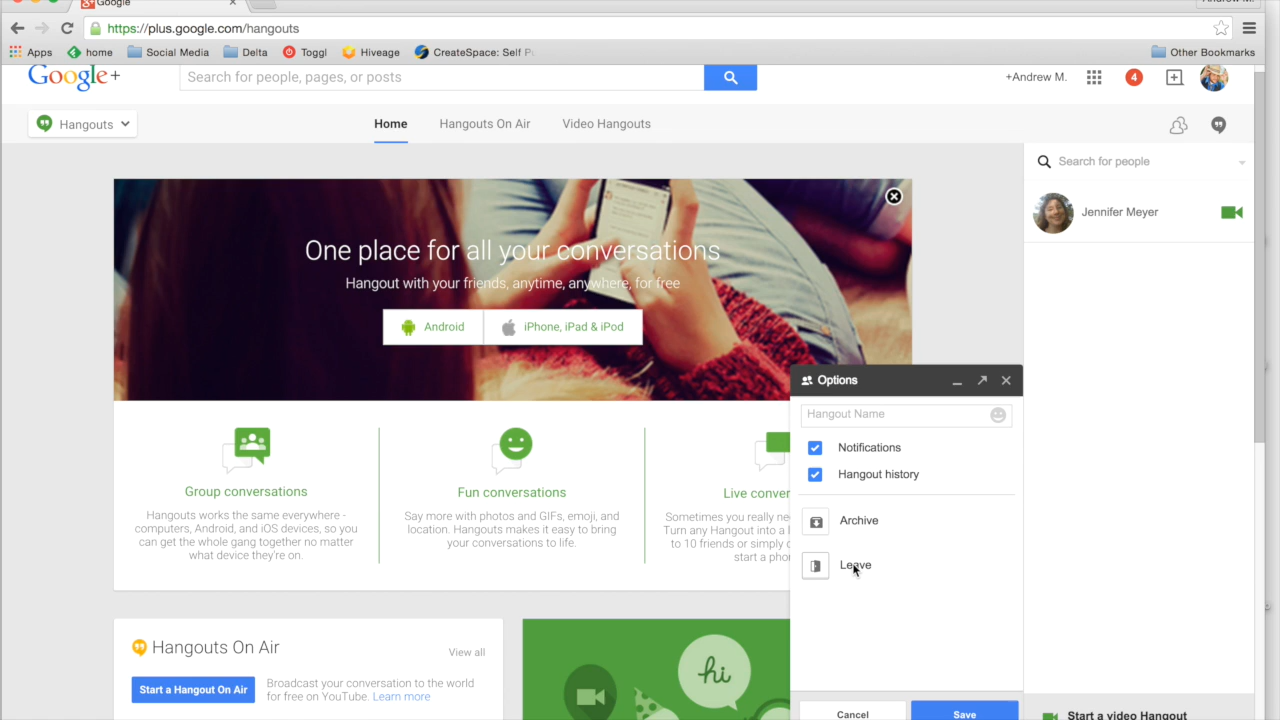 Google
Andrew M.
https://plus.google.com/hangouts
Apps home Social Media Delta Toggl Hiveage CreateSpace: Self P Other Bookmarks
Google+ Search for people, pages, or posts +Andrew M. 4
Hangouts Home Hangouts On Air Video Hangouts
Search for people
Jennifer Meyer
One place for all your conversations
Hangout with your friends, anytime, anywhere, for free
Android iPhone, iPad & iPod
Group conversations
Hangouts works the same everywhere -
computers, Android, and iOS devices, so you
can get the whole gang together no matter
what device they're on.
Fun conversations
Say more with photos and GIFs, emoji, and
location. Hangouts makes it easy to bring
your conversations to life.
Live conver
Sometimes you really ne
Turn any Hangout into a l
to 10 friends or simply c
start a pho
Options
Hangout Name
Notifications
Hangout history
Archive
Leave
Cancel Save
Hangouts On Air View all
Start a Hangout On Air
Broadcast your conversation to the world
for free on YouTube. Learn more
hi
Start a video Hangout